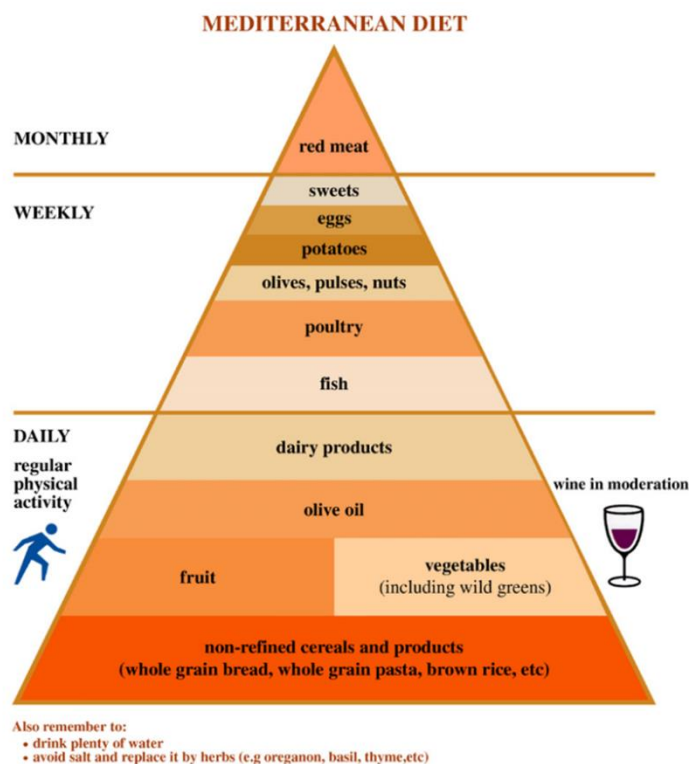 MEDITERRANEAN DIET
MONTHLY
red meat
WEEKLY
sweets
eggs
potatoes
olives, pulses, nuts
poultry
fish
DAILY
regular
physical
activity
dairy products
wine in moderation
olive oil
fruit
vegetables
(including wild greens)
non-refined cereals and products
(whole grain bread, whole grain pasta, brown rice, etc)
Also remember to:
• drink plenty of water
• avoid salt and replace it by herbs (e.g oreganon, basil, thyme,etc)